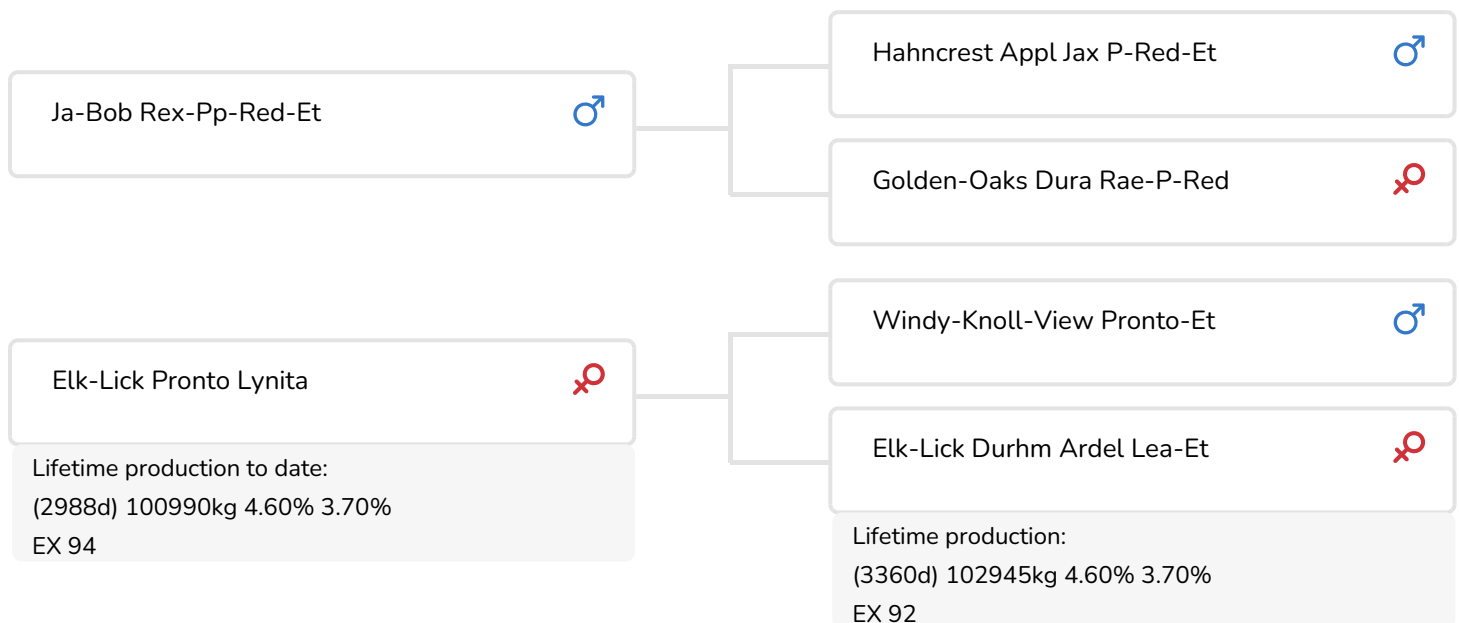 Ja-Bob Rex-Pp-Red-Et
Hahncrest Appl Jax P-Red-Et
Golden-Oaks Dura Rae-P-Red
Elk-Lick Pronto Lynita
Lifetime production to date:
(2988d) 100990kg 4.60% 3.70%
EX 94
Windy-Knoll-View Pronto-Et
Elk-Lick Durhm Ardel Lea-Et
Lifetime production:
(3360d) 102945kg 4.60% 3.70%
EX 92